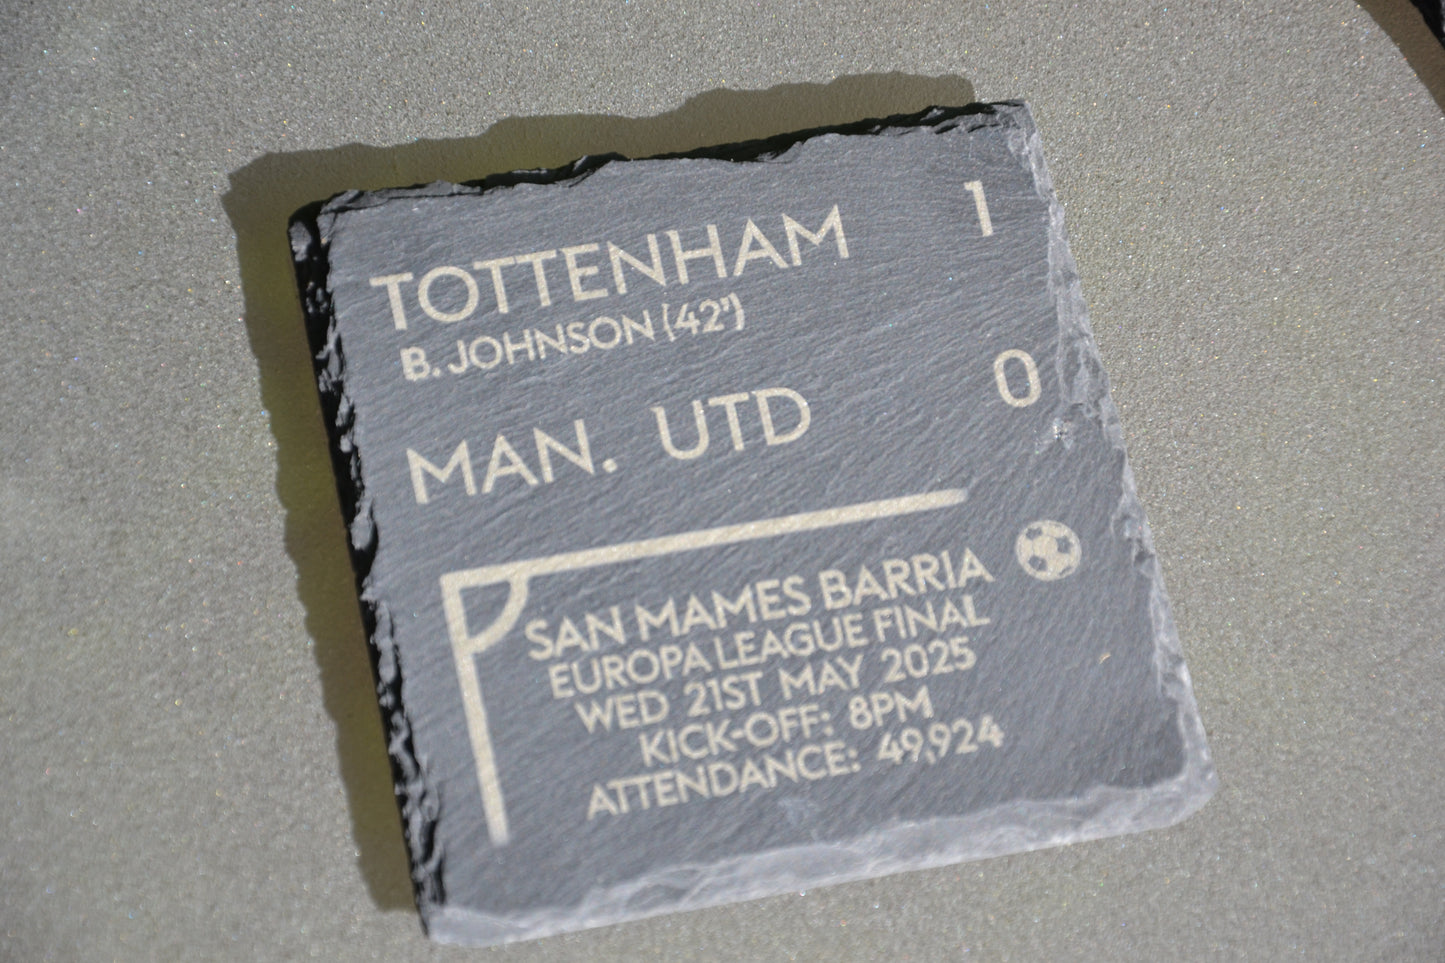 TOTTENHAM 1
B. JOHNSON (42')
MAN. UTD 0
SAN MAMES BARRIA
EUROPA LEAGUE FINAL
WED 21ST MAY 2025
KICK-OFF: 8PM
ATTENDANCE: 49,924